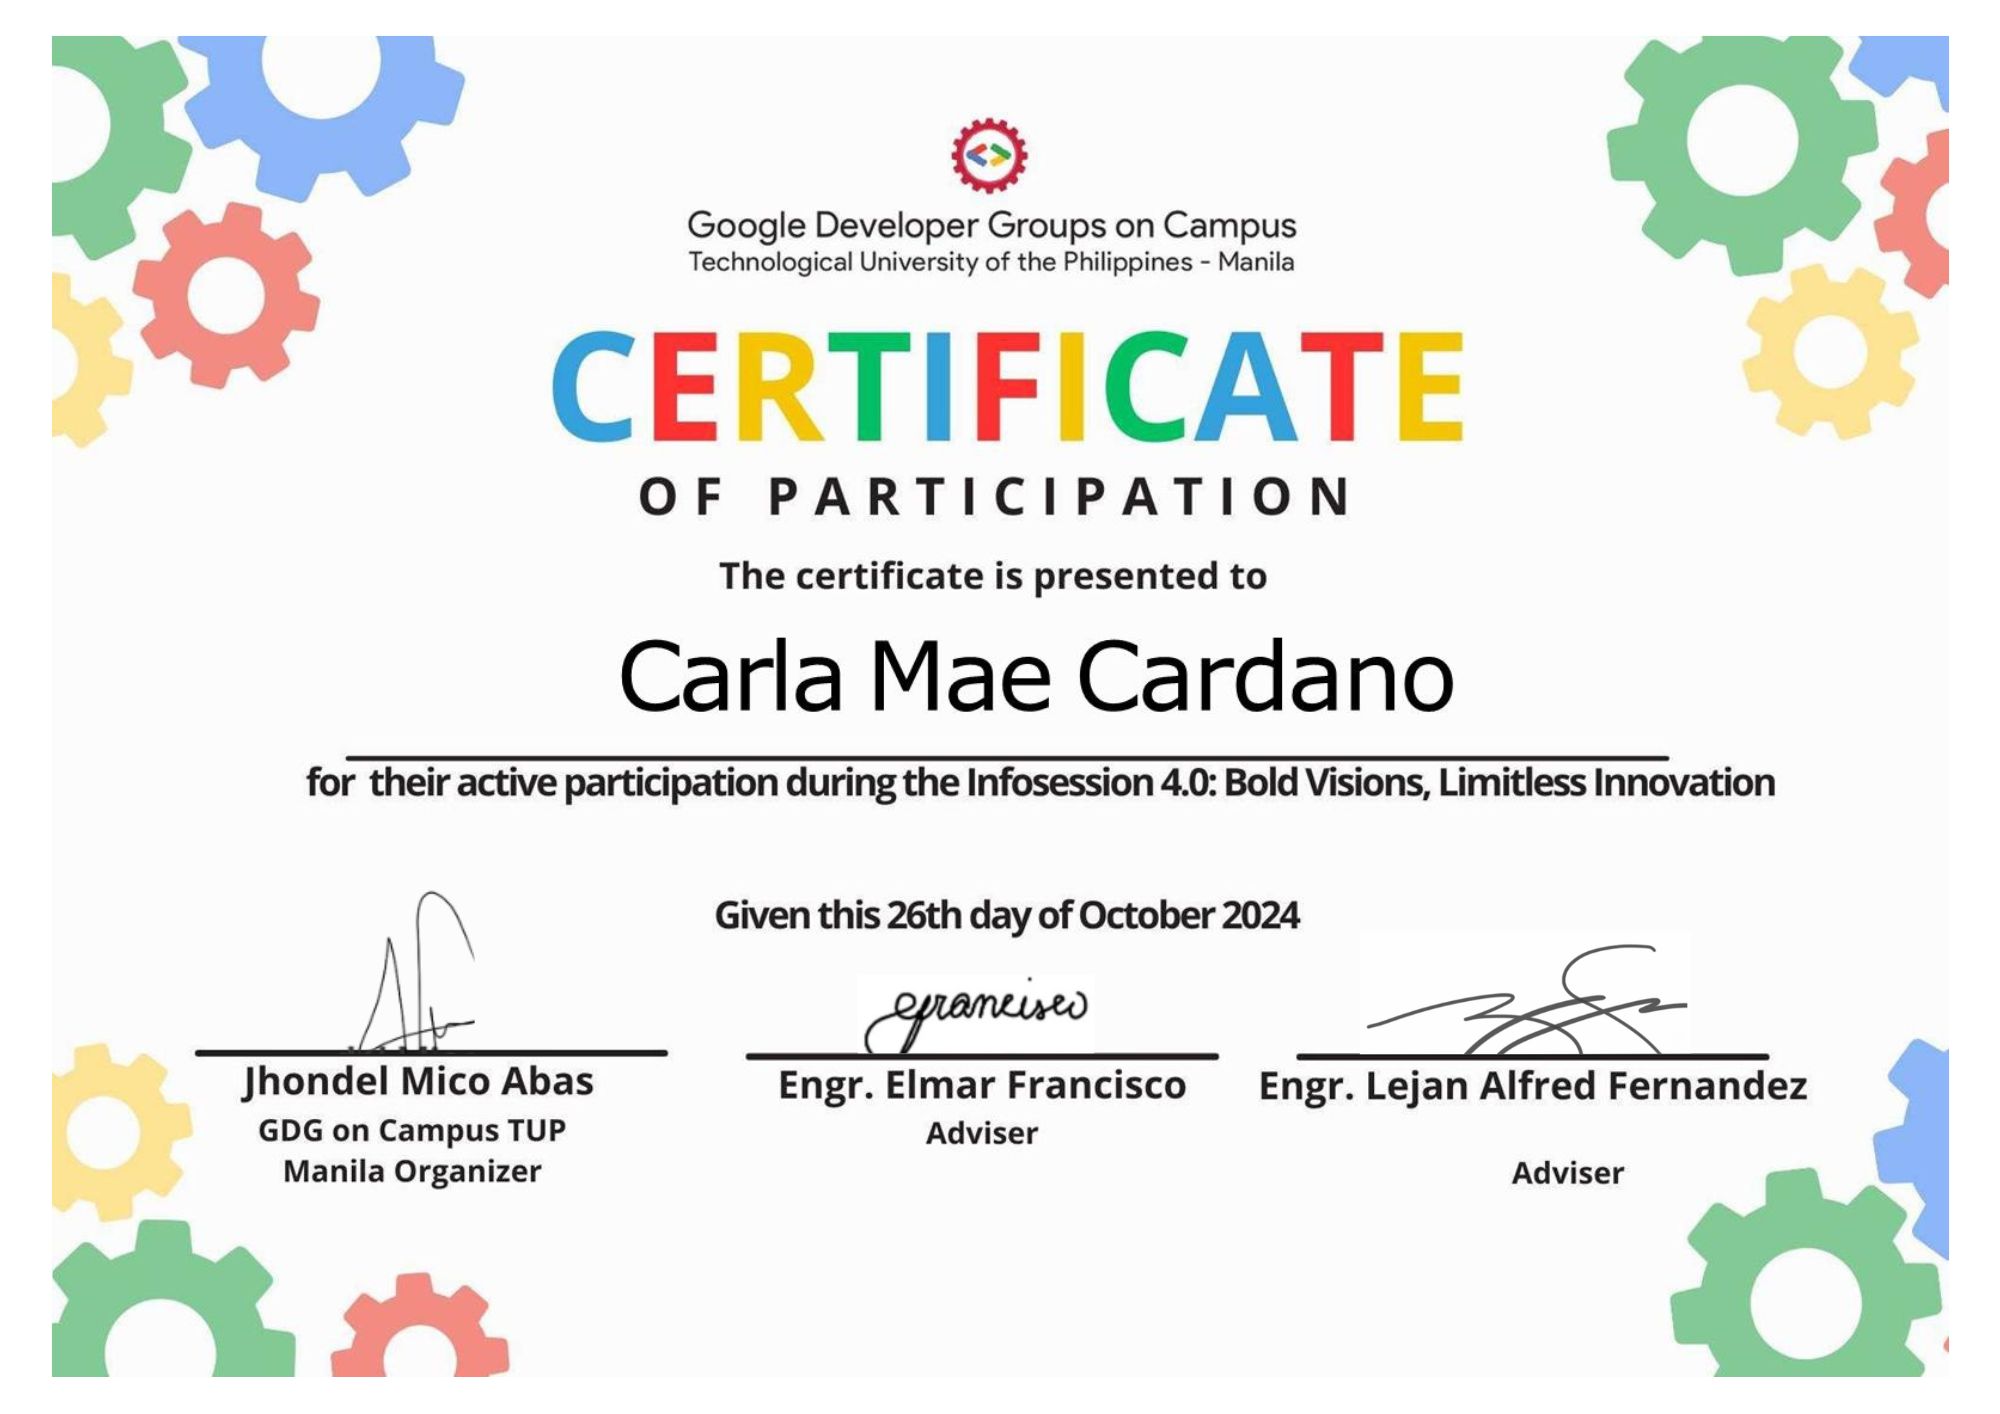 Google Developer Groups on Campus
Technological University of the Philippines - Manila
CERTIFICATE
OF PARTICIPATION
The certificate is presented to
Carla Mae Cardano
for their active participation during the Infosession 4.0: Bold Visions, Limitless Innovation
Given this 26th day of October 2024
efrancisco
Jhondel Mico Abas
GDG on Campus TUP
Manila Organizer
Engr. Elmar Francisco
Adviser
Engr. Lejan Alfred Fernandez
Adviser